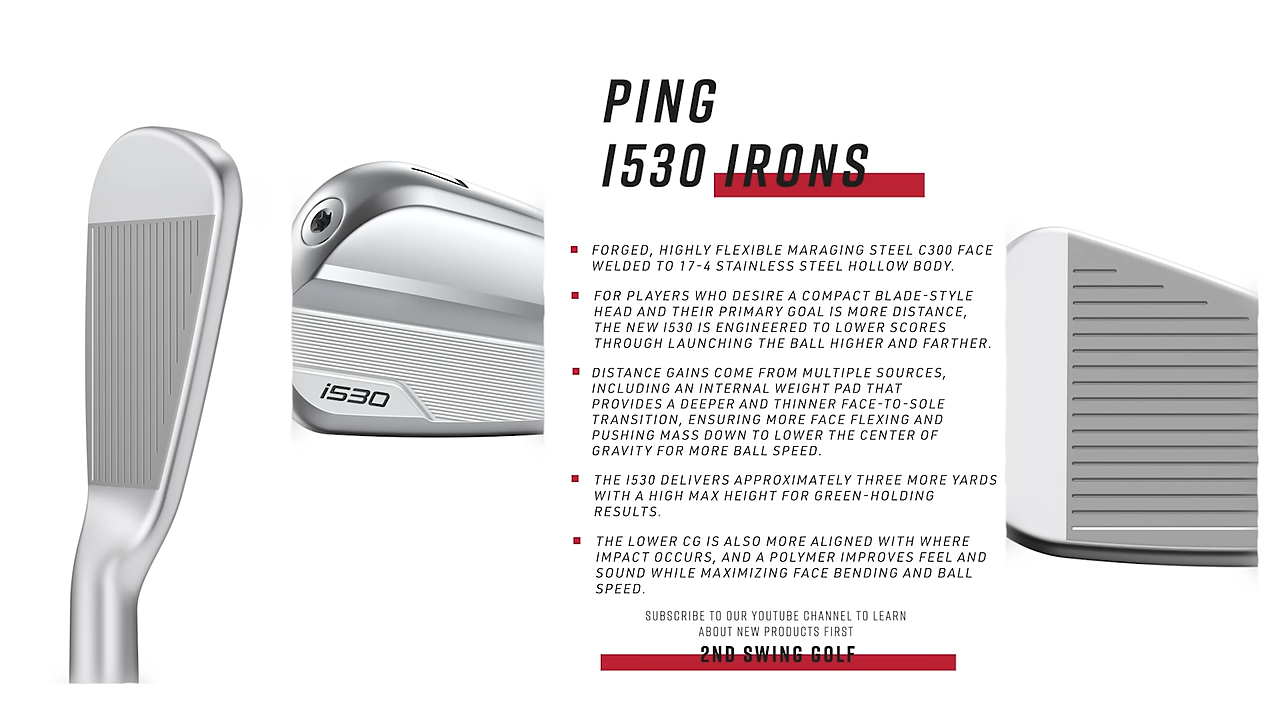 PING
I530 IRONS
FORGED, HIGHLY FLEXIBLE MARAGING STEEL C300 FACE
WELDED TO 17-4 STAINLESS STEEL HOLLOW BODY.
FOR PLAYERS WHO DESIRE A COMPACT BLADE-STYLE
HEAD AND THEIR PRIMARY GOAL IS MORE DISTANCE,
THE NEW I530 IS ENGINEERED TO LOWER SCORES
THROUGH LAUNCHING THE BALL HIGHER AND FARTHER.
DISTANCE GAINS COME FROM MULTIPLE SOURCES,
INCLUDING AN INTERNAL WEIGHT PAD THAT
PROVIDES A DEEPER AND THINNER FACE-TO-SOLE
TRANSITION, ENSURING MORE FACE FLEXING AND
PUSHING MASS DOWN TO LOWER THE CENTER OF
GRAVITY FOR MORE BALL SPEED.
THE I530 DELIVERS APPROXIMATELY THREE MORE YARDS
WITH A HIGH MAX HEIGHT FOR GREEN-HOLDING
RESULTS.
THE LOWER CG IS ALSO MORE ALIGNED WITH WHERE
IMPACT OCCURS, AND A POLYMER IMPROVES FEEL AND
SOUND WHILE MAXIMIZING FACE BENDING AND BALL
SPEED.
SUBSCRIBE TO OUR YOUTUBE CHANNEL TO LEARN
ABOUT NEW PRODUCTS FIRST
2ND SWING GOLF
7
i530